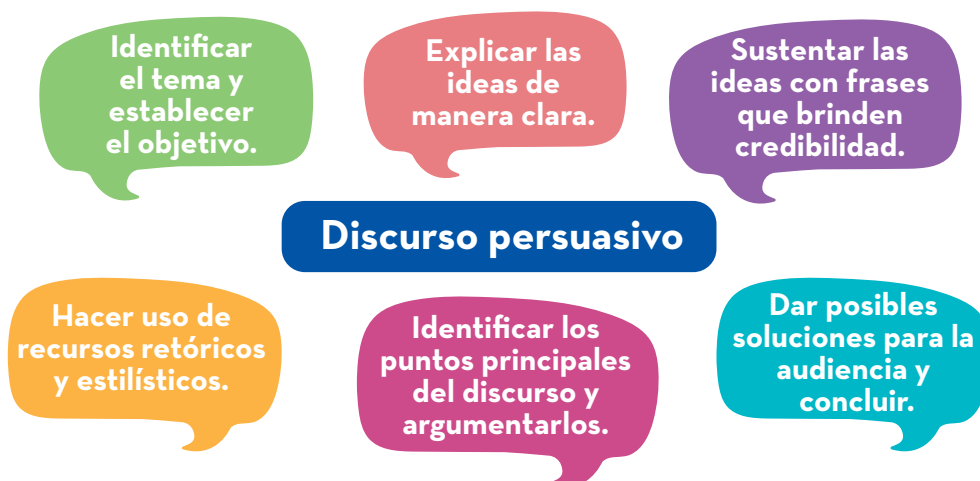 Identificar
el tema y
establecer
el objetivo.
Explicar las
ideas de
manera clara.
Sustentar las
ideas con frases
que brinden
credibilidad.
Discurso persuasivo
Hacer uso de
recursos retóricos
y estilísticos.
Identificar los
puntos principales
del discurso y
argumentarlos.
Dar posibles
soluciones para la
audiencia y
concluir.